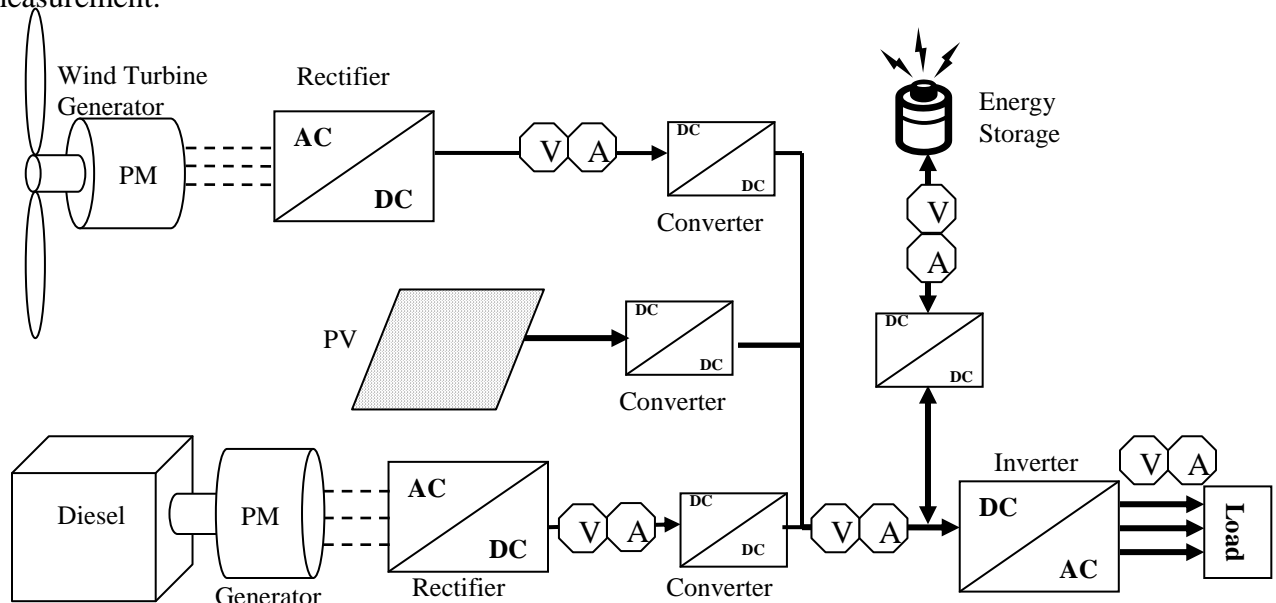 measurement.
Wind Turbine
Generator
PM
Rectifier
AC
DC
V A
DC
DC
Converter
Energy
Storage
V
A
DC
DC
PV
DC
DC
Converter
Diesel
PM
Generator
AC
DC
Rectifier
V A
DC
DC
Converter
V A
Inverter
DC
AC
V A
Load